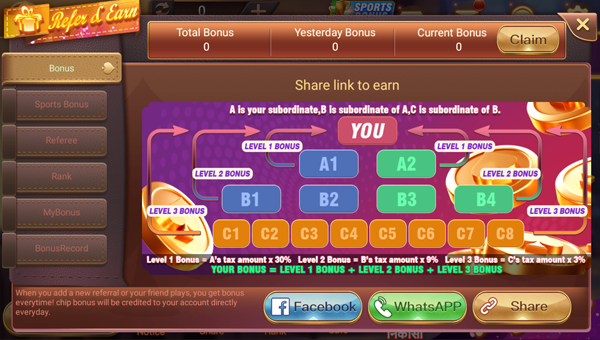 Refer & Earn
0
+
SPORTS
BONUS
Total Bonus
0
Yesterday Bonus
0
Current Bonus
0
Claim
Bonus
Sports Bonus
Referee
Rank
MyBonus
BonusRecord
Share link to earn
A is your subordinate,B is subordinate of A,C is subordinate of B.
YOU
LEVEL 1 BONUS
LEVEL 1 BONUS
A1
A2
LEVEL 2 BONUS
LEVEL 2 BONUS
B1
B2
B3
B4
LEVEL 3 BONUS
LEVEL 3 BONUS
C1
C2
C3
C4
C5
C6
C7
C8
Level 1 Bonus = A's tax amount x 30% Level 2 Bonus = B's tax amount x 9% Level 3 Bonus = C's tax amount x 3%
YOUR BONUS = LEVEL 1 BONUS + LEVEL 2 BONUS + LEVEL 3 BONUS
When you add a new referral or your friend plays, you get bonus
everytime! chip bonus will be credited to your account directly
everyday.
Facebook
WhatsAPP
Share
Notice
Rank
निकासी